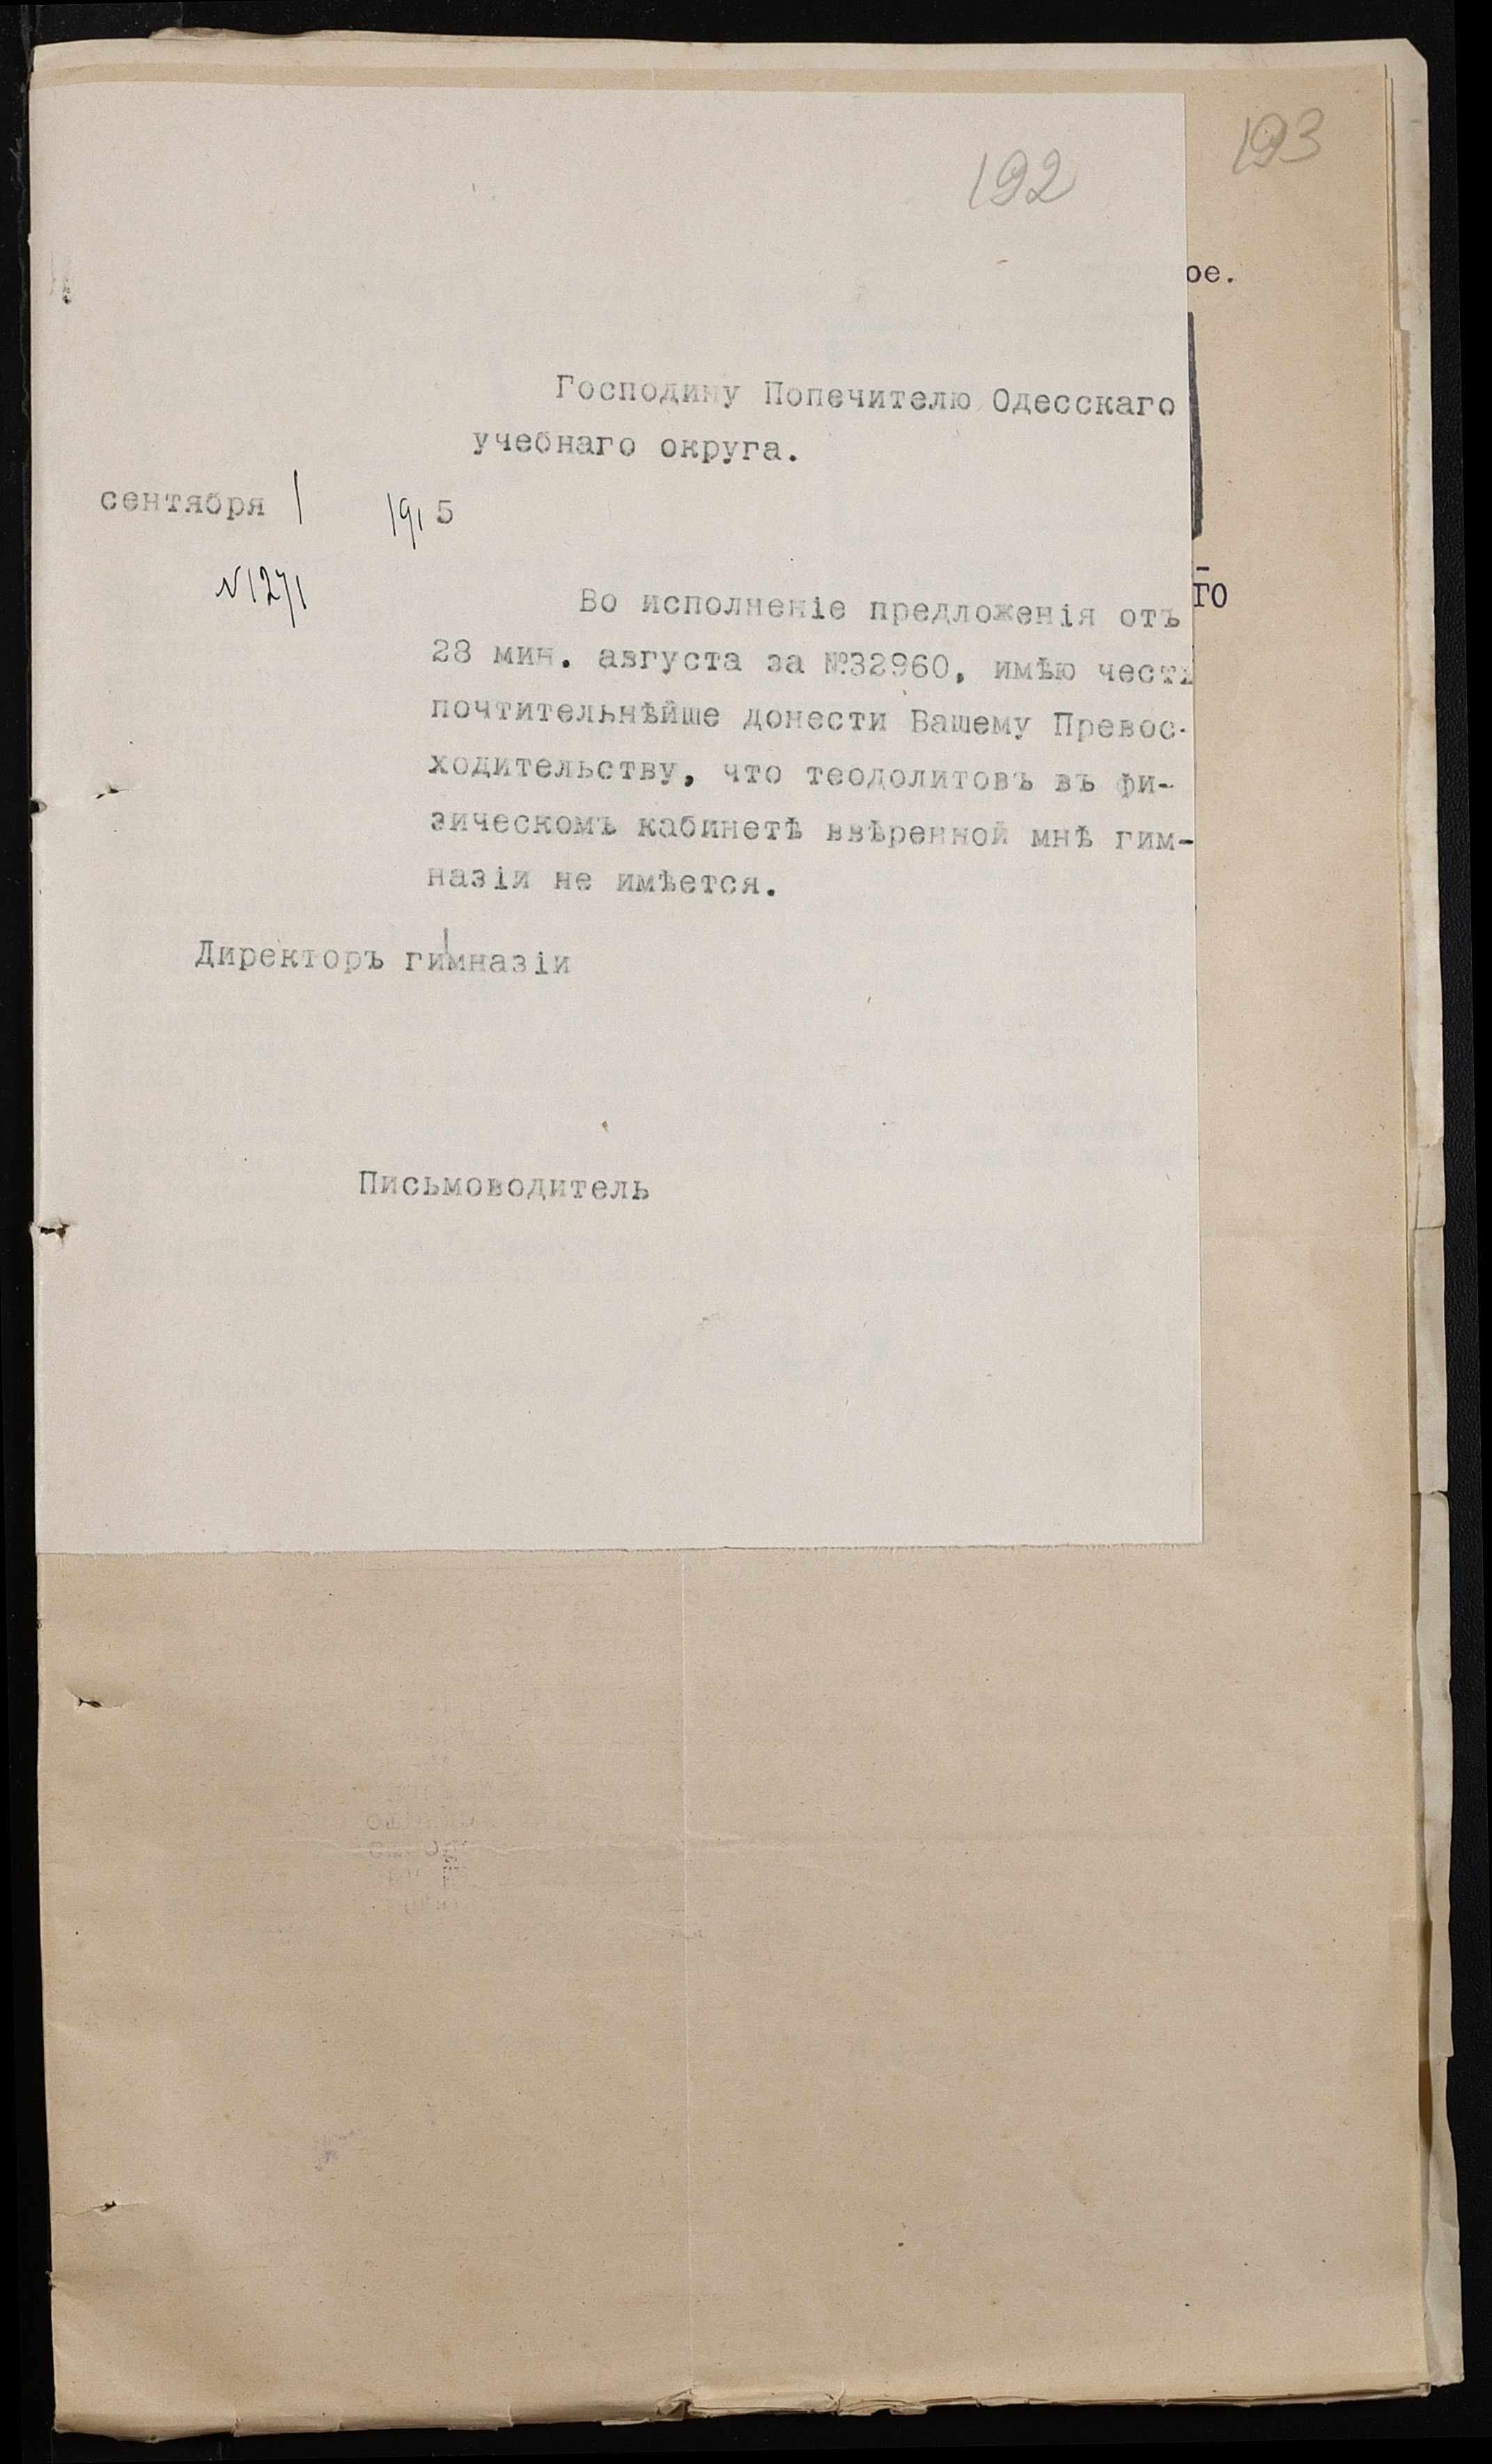 193
192
ое.
Господину Попечителю Одесскаго
учебнаго округа.
сентября 1 1915
N1271
го
Во исполненіе предложенія отъ
28 мин. августа за №32960, имѣю честь
почтительнѣйше донести Вашему Превос-
ходительству, что теодолитовъ въ фи-
зическомъ кабинетѣ ввѣренной мнѣ гим-
назіи не имѣется.
Директоръ гимназіи
Письмоводитель